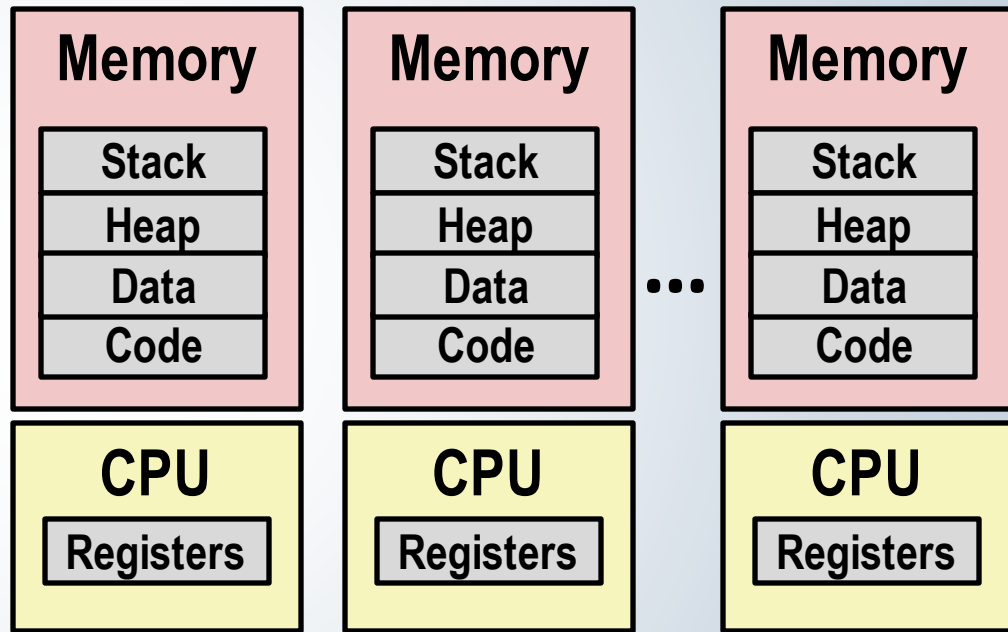 Memory
Stack
Heap
Data
Code
CPU
Registers
Memory
Stack
Heap
Data
Code
CPU
Registers
...
Memory
Stack
Heap
Data
Code
CPU
Registers